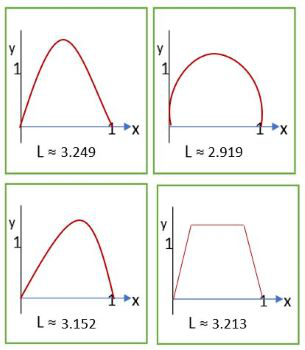 y
1
1 x
L ≈ 3.249
y
1
1 x
L ≈ 2.919
y
1
1 x
L ≈ 3.152
y
1
1 x
L ≈ 3.213